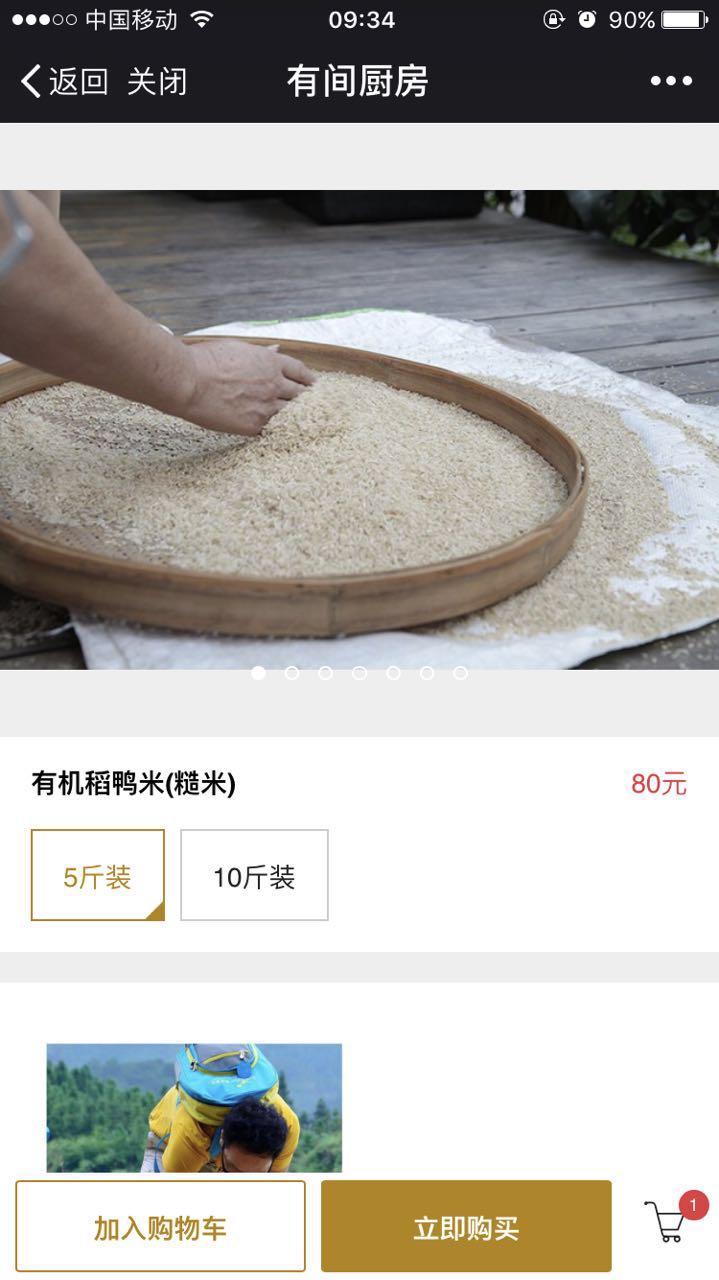 中国移动 09:34 90%
返回 关闭 有间厨房
有机稻鸭米(糙米) 80元
5斤装 10斤装
加入购物车 立即购买 1